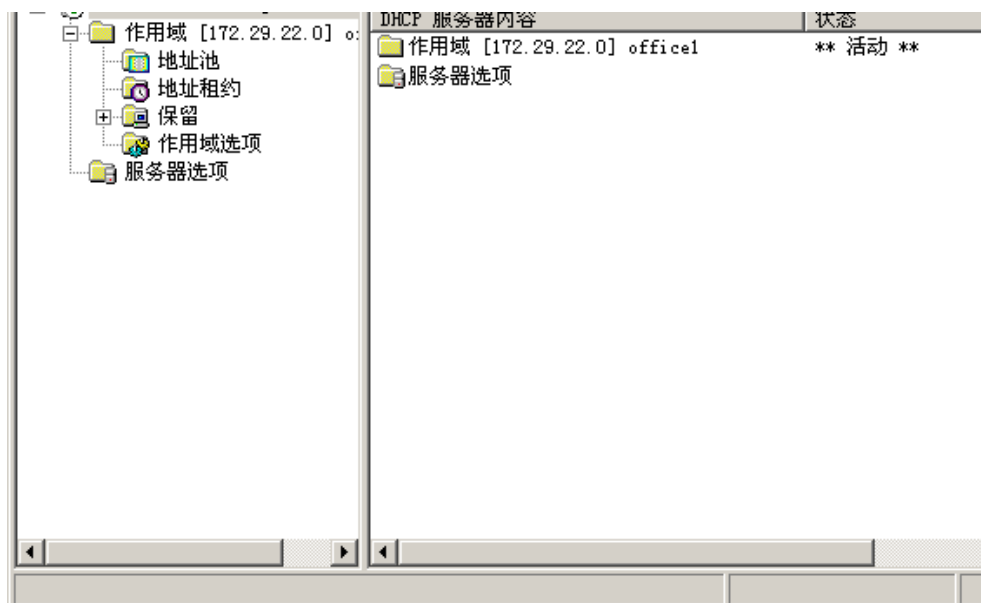 作用域 [172.29.22.0] o
地址池
地址租约
保留
作用域选项
服务器选项
DHCP 服务器内容 状态
作用域 [172.29.22.0] office1 ** 活动 **
服务器选项